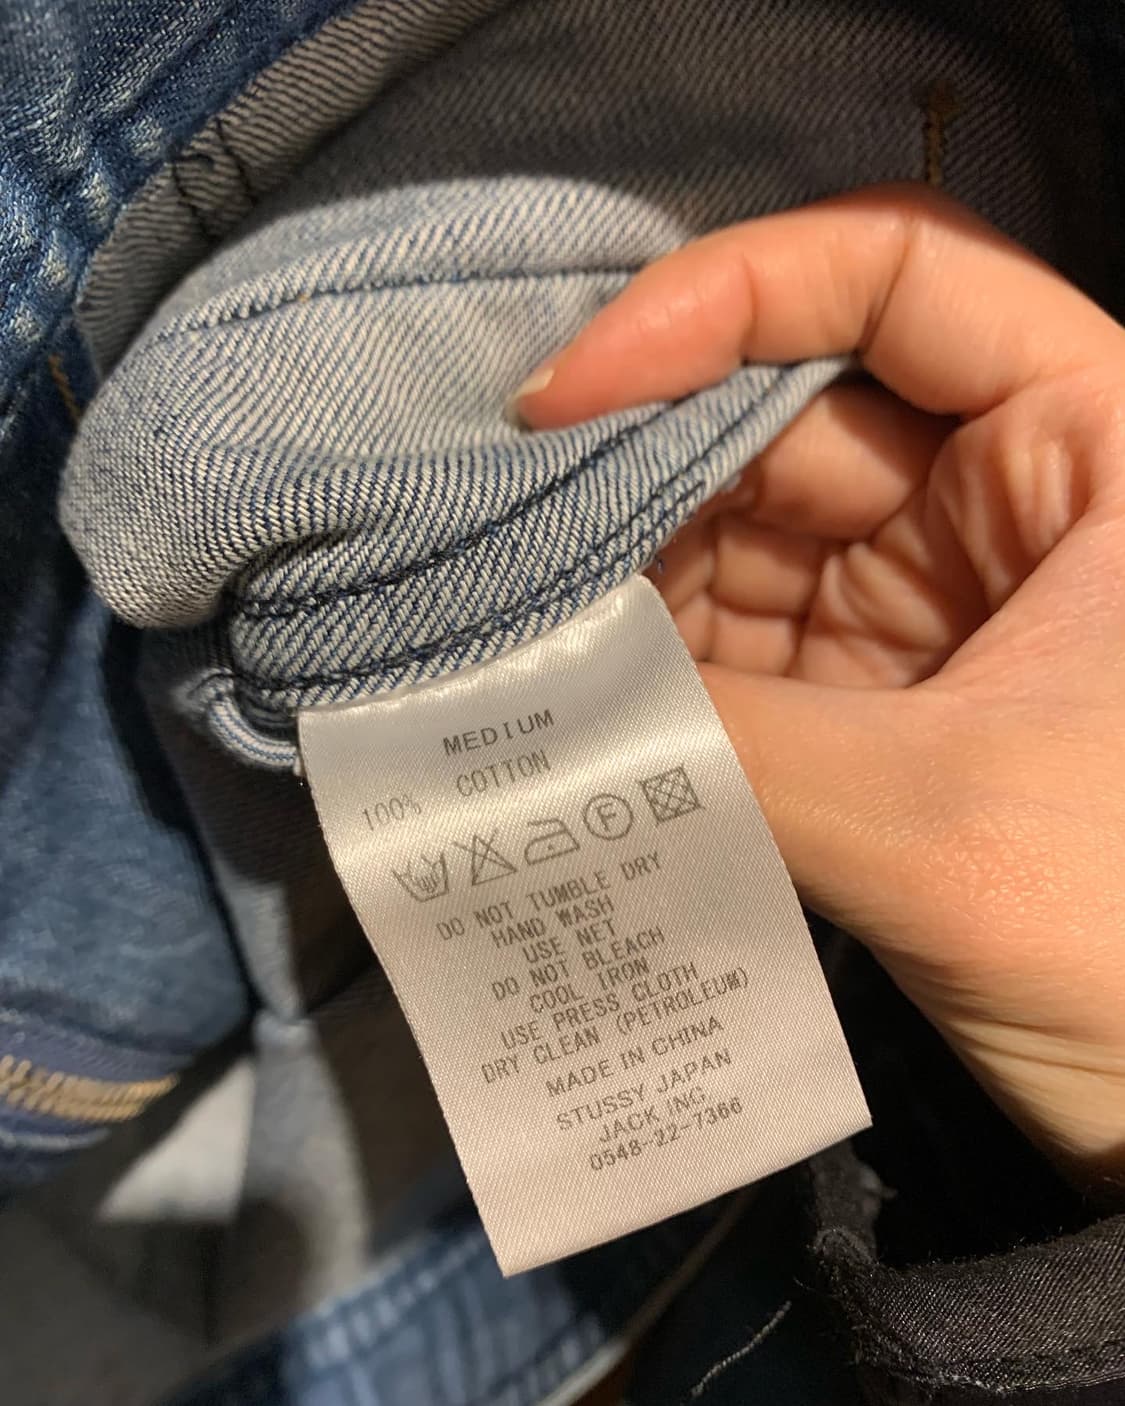 MEDIUM
100% COTTON
F
DO NOT TUMBLE DRY
HAND WASH
USE NET
DO NOT BLEACH
COOL IRON
USE PRESS CLOTH
DRY CLEAN (PETROLEUM)
MADE IN CHINA
STUSSY JAPAN
JACK INC.
0548-22-7366